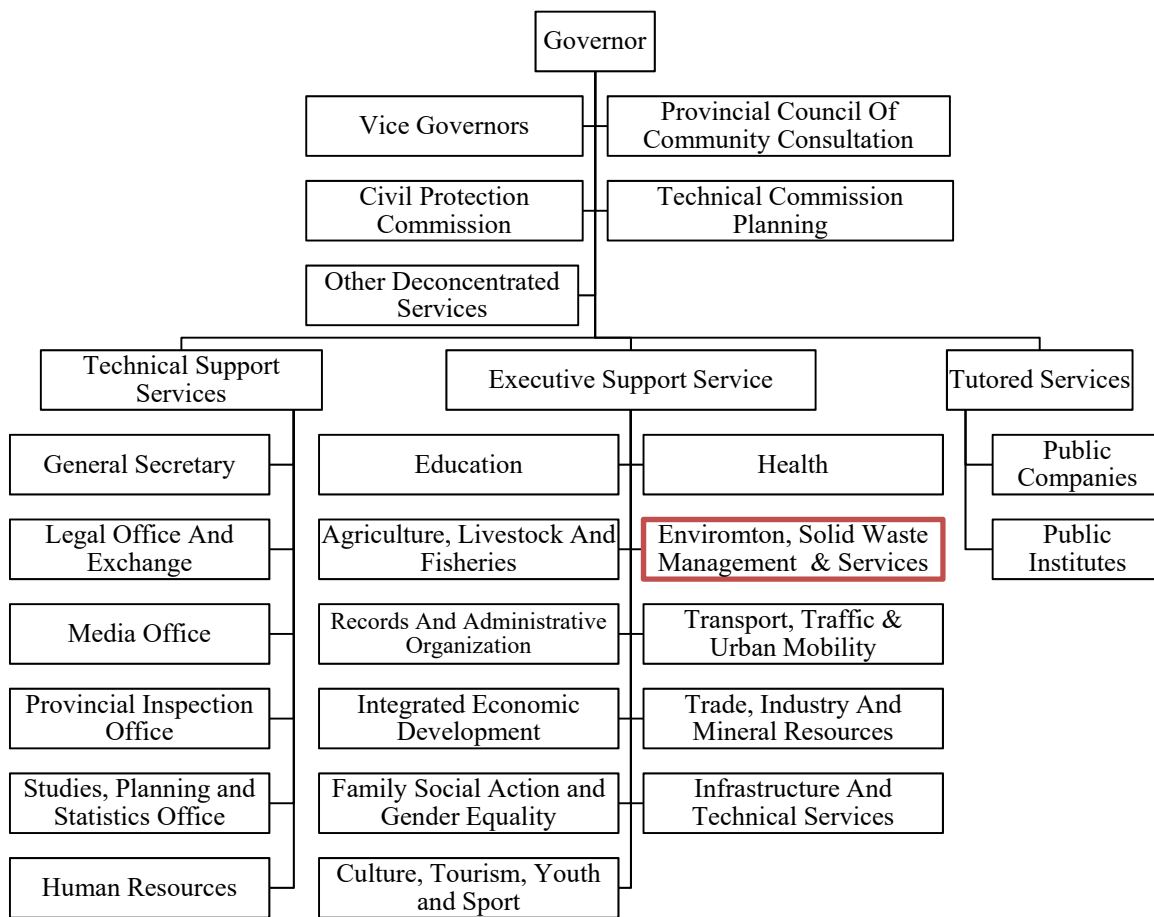 Governor
Vice Governors
Provincial Council Of
Community Consultation
Civil Protection
Commission
Technical Commission
Planning
Other Deconcentrated
Services
Technical Support
Services
Executive Support Service
Tutored Services
General Secretary
Education
Health
Public
Companies
Legal Office And
Exchange
Agriculture, Livestock And
Fisheries
Enviromton, Solid Waste
Management & Services
Public
Institutes
Media Office
Records And Administrative
Organization
Transport, Traffic &
Urban Mobility
Provincial Inspection
Office
Integrated Economic
Development
Trade, Industry And
Mineral Resources
Studies, Planning and
Statistics Office
Family Social Action and
Gender Equality
Infrastructure And
Technical Services
Human Resources
Culture, Tourism, Youth
and Sport